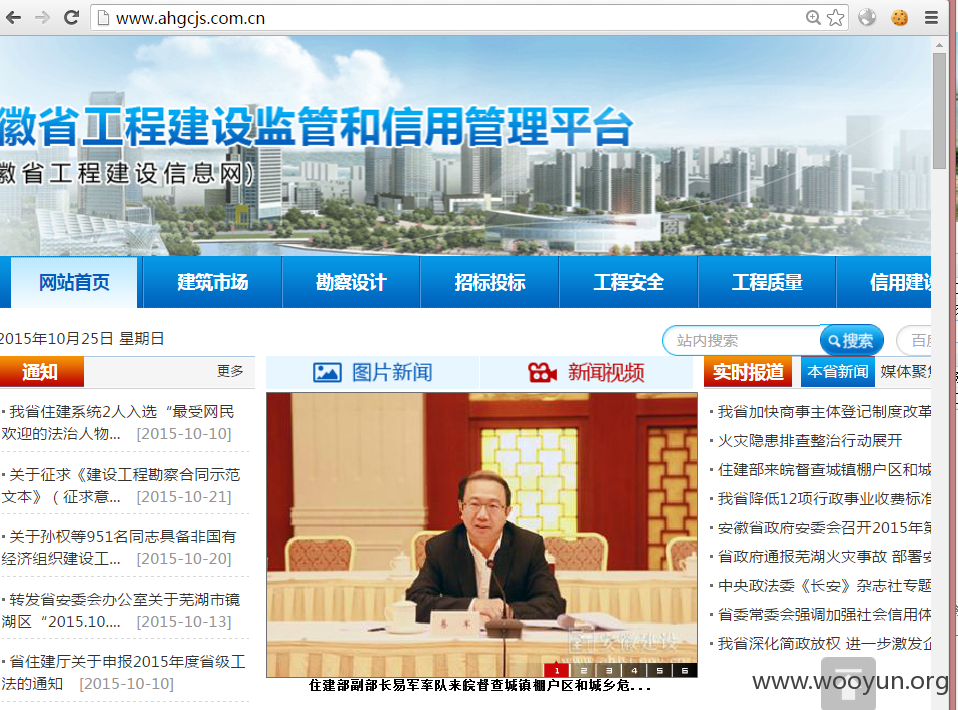 www.ahgcjs.com.cn
徽省工程建设监管和信用管理平台
徽省工程建设信息网)
网站首页 建筑市场 勘察设计 招标投标 工程安全 工程质量 信用建设
2015年10月25日 星期日
站内搜索 搜索 百
通知 更多
· 我省住建系统2人入选“最受网民
欢迎的法治人物... [2015-10-10]
· 关于征求《建设工程勘察合同示范
文本》（征求意... [2015-10-21]
· 关于孙权等951名同志具备非国有
经济组织建设工... [2015-10-20]
· 转发省安委会办公室关于芜湖市镜
湖区“2015.10.... [2015-10-13]
· 省住建厅关于申报2015年度省级工
法的通知 [2015-10-10]
图片新闻 新闻视频
安徽建设
1 2 3 4 5 6
住建部副部长易军率队来皖督查城镇棚户区和城乡危...
实时报道 本省新闻 媒体聚焦
· 我省加快商事主体登记制度改革
· 火灾隐患排查整治行动展开
· 住建部来皖督查城镇棚户区和城
· 我省降低12项行政事业收费标准
· 安徽省政府安委会召开2015年第
· 省政府通报芜湖火灾事故 部署安
· 中央政法委《长安》杂志社专题
· 省委常委会强调加强社会信用体
· 我省深化简政放权 进一步激发企
www.wooyun.org